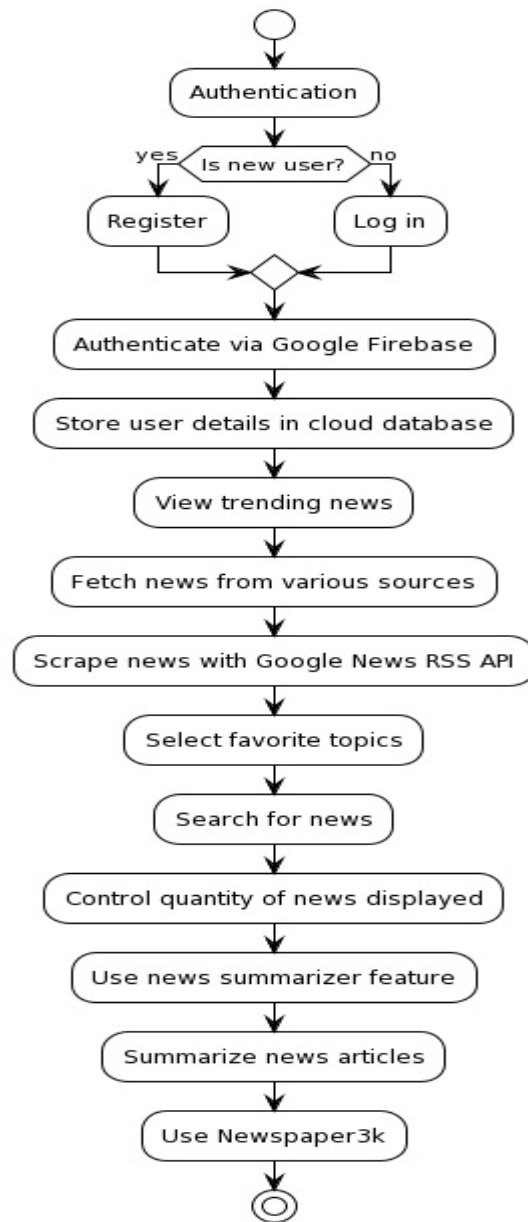 Authentication
yes
Is new user?
no
Register
Log in
Authenticate via Google Firebase
Store user details in cloud database
View trending news
Fetch news from various sources
Scrape news with Google News RSS API
Select favorite topics
Search for news
Control quantity of news displayed
Use news summarizer feature
Summarize news articles
Use Newspaper3k